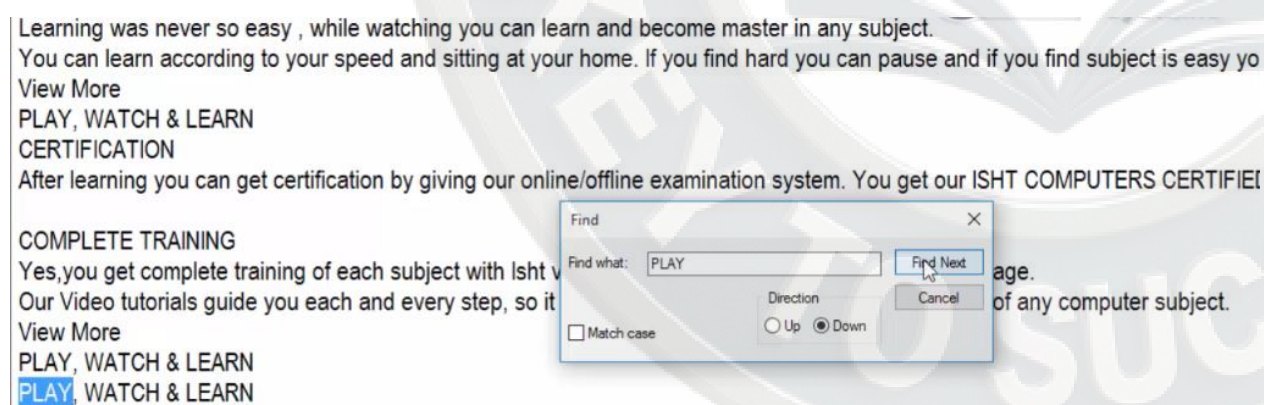 Learning was never so easy , while watching you can learn and become master in any subject.
You can learn according to your speed and sitting at your home. If you find hard you can pause and if you find subject is easy yo
View More
PLAY, WATCH & LEARN
CERTIFICATION
After learning you can get certification by giving our online/offline examination system. You get our ISHT COMPUTERS CERTIFIED
COMPLETE TRAINING
Yes,you get complete training of each subject with Isht v
age.
Our Video tutorials guide you each and every step, so it
of any computer subject.
View More
PLAY, WATCH & LEARN
PLAY, WATCH & LEARN
Find
Find what: PLAY
Find Next
Direction
Cancel
Match case
Up Down
KEY TO SUC